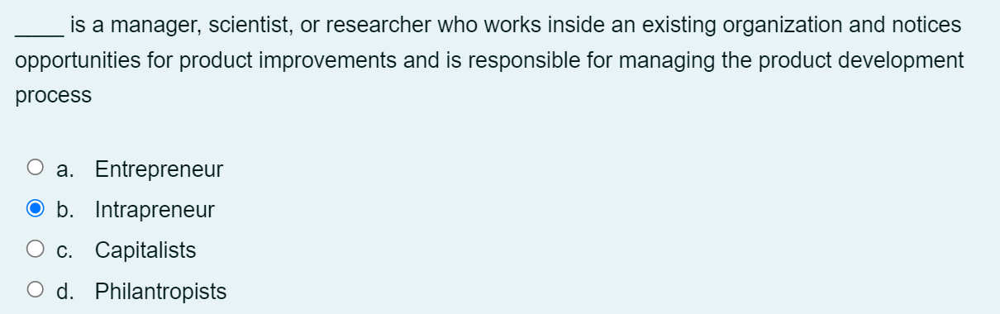 ____ is a manager, scientist, or researcher who works inside an existing organization and notices
opportunities for product improvements and is responsible for managing the product development
process
a. Entrepreneur
b. Intrapreneur
c. Capitalists
d. Philantropists